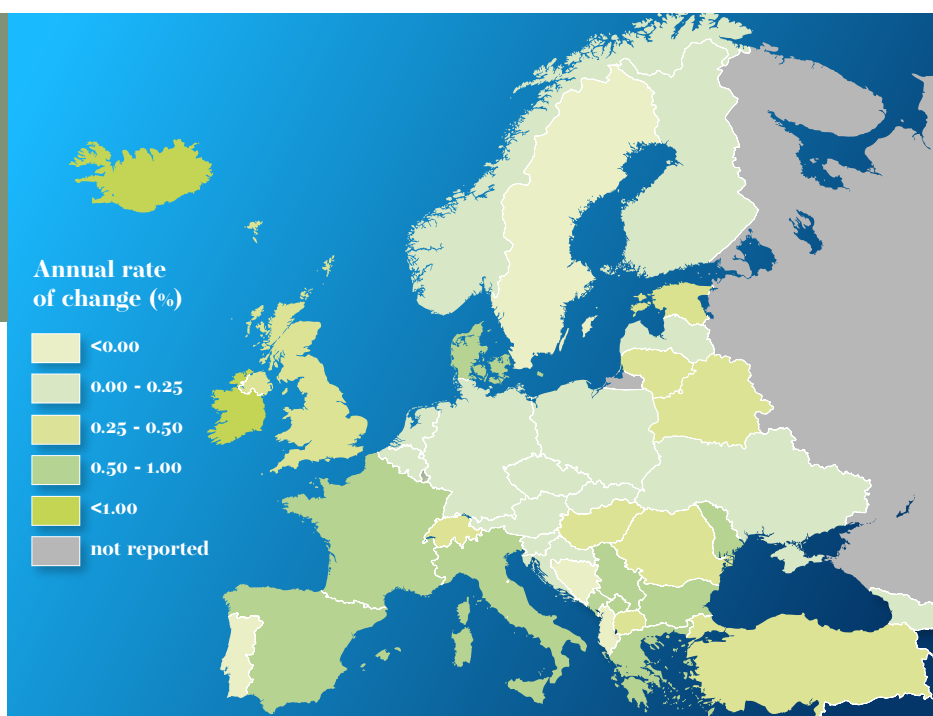 Annual rate
of change (%)
<0.00
0.00 - 0.25
0.25 - 0.50
0.50 - 1.00
<1.00
not reported